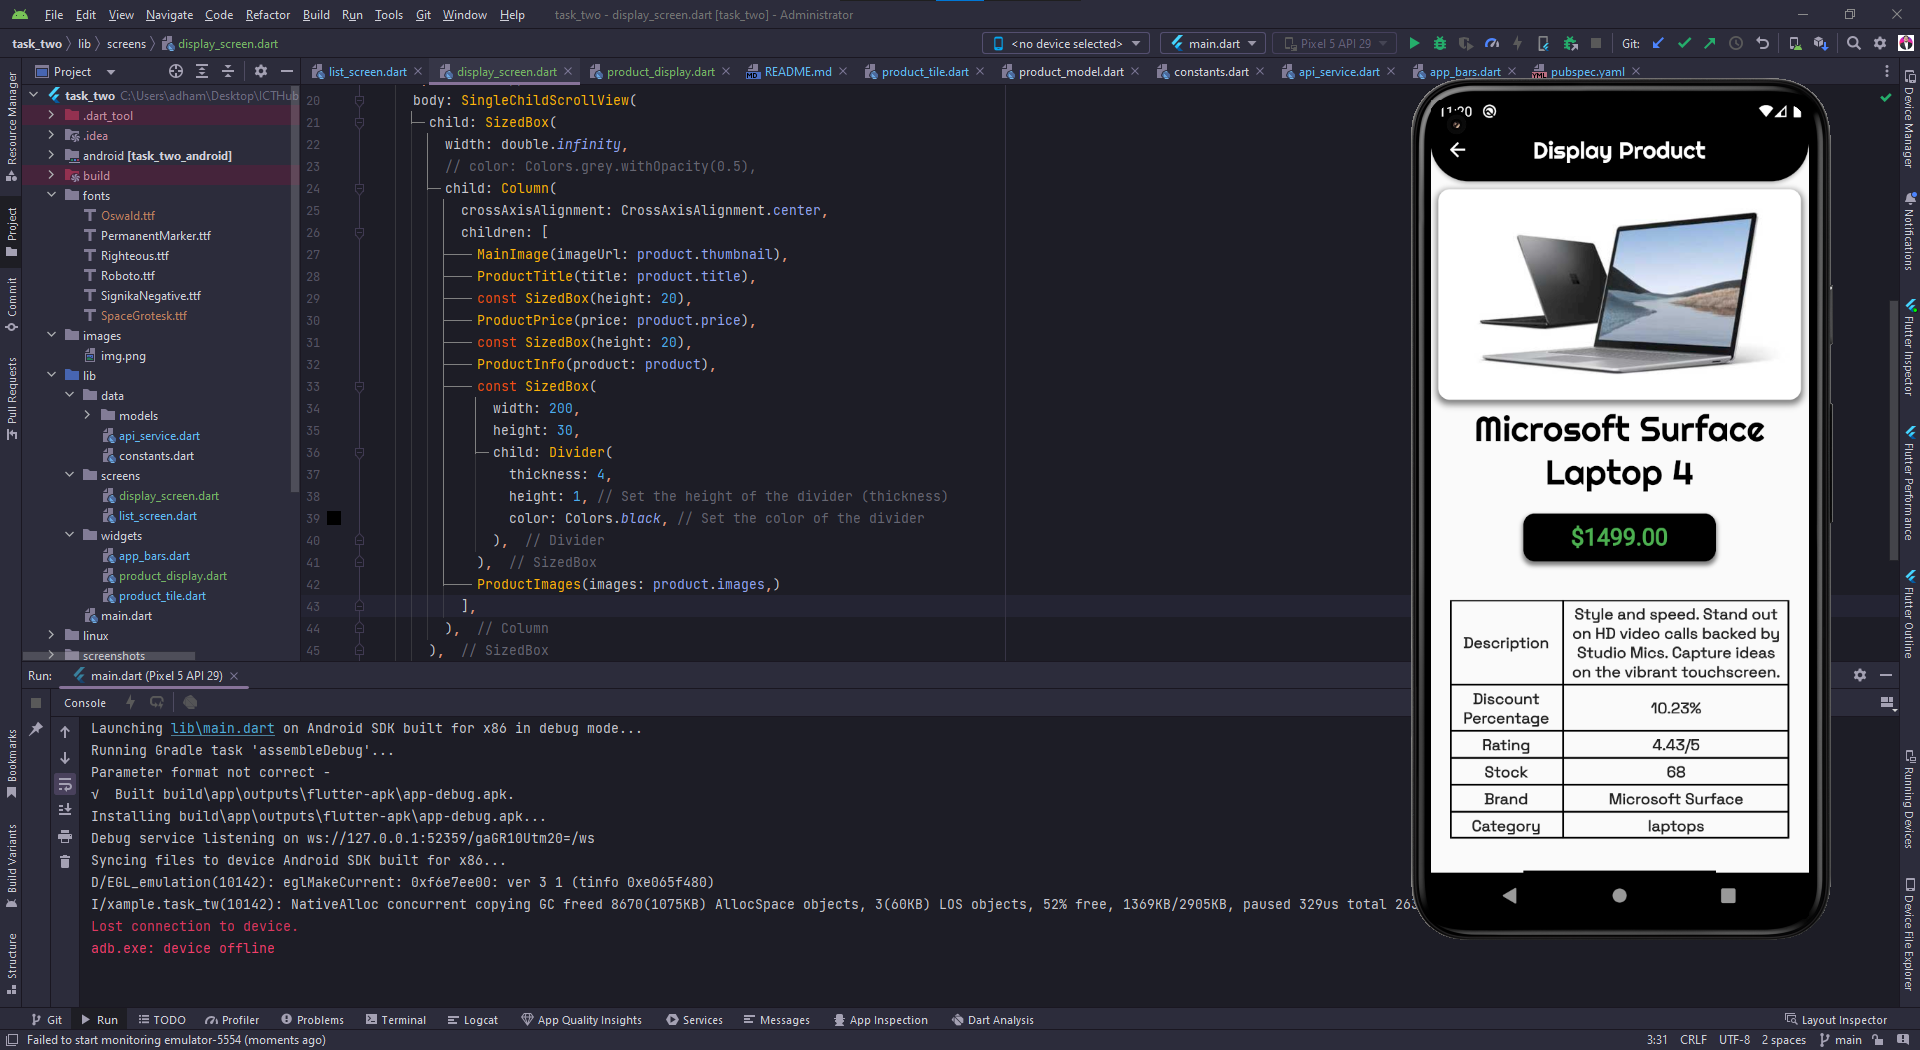 File Edit View Navigate Code Refactor Build Run Tools Git Window Help task_two - display_screen.dart [task_two] - Administrator
task_two lib screens display_screen.dart
<no device selected> main.dart Pixel 5 API 29 Git:
Project
list_screen.dart display_screen.dart product_display.dart README.md product_tile.dart product_model.dart constants.dart api_service.dart app_bars.dart pubspec.yaml
Resource Manager
Project
Commit
Pull Requests
Bookmarks
Build Variants
Structure
task_two C:\Users\adham\Desktop\ICTHub
.dart_tool
.idea
android [task_two_android]
build
fonts
Oswald.ttf
PermanentMarker.ttf
Righteous.ttf
Roboto.ttf
SignikaNegative.ttf
SpaceGrotesk.ttf
images
img.png
lib
data
models
api_service.dart
constants.dart
screens
display_screen.dart
list_screen.dart
widgets
app_bars.dart
product_display.dart
product_tile.dart
main.dart
linux
screenshots
20 body: SingleChildScrollView(
21 child: SizedBox(
22 width: double.infinity,
23 // color: Colors.grey.withOpacity(0.5),
24 child: Column(
25 crossAxisAlignment: CrossAxisAlignment.center,
26 children: [
27 MainImage(imageUrl: product.thumbnail),
28 ProductTitle(title: product.title),
29 const SizedBox(height: 20),
30 ProductPrice(price: product.price),
31 const SizedBox(height: 20),
32 ProductInfo(product: product),
33 const SizedBox(
34 width: 200,
35 height: 30,
36 child: Divider(
37 thickness: 4,
38 height: 1, // Set the height of the divider (thickness)
39 color: Colors.black, // Set the color of the divider
40 ), // Divider
41 ), // SizedBox
42 ProductImages(images: product.images,)
43 ],
44 ), // Column
45 ), // SizedBox
11:20
Display Product
Microsoft Surface
Laptop 4
$1499.00
Description Style and speed. Stand out
on HD video calls backed by
Studio Mics. Capture ideas
on the vibrant touchscreen.
Discount
Percentage 10.23%
Rating 4.43/5
Stock 68
Brand Microsoft Surface
Category laptops
Device Manager
Notifications
Flutter Inspector
Flutter Performance
Flutter Outline
Running Devices
Device File Explorer
Run: main.dart (Pixel 5 API 29)
Console
Launching lib\main.dart on Android SDK built for x86 in debug mode...
Running Gradle task 'assembleDebug'...
Parameter format not correct -
√ Built build\app\outputs\flutter-apk\app-debug.apk.
Installing build\app\outputs\flutter-apk\app-debug.apk...
Debug service listening on ws://127.0.0.1:52359/gaGR10Utm20=/ws
Syncing files to device Android SDK built for x86...
D/EGL_emulation(10142): eglMakeCurrent: 0xf6e7ee00: ver 3 1 (tinfo 0xe065f480)
I/xample.task_tw(10142): NativeAlloc concurrent copying GC freed 8670(1075KB) AllocSpace objects, 3(60KB) LOS objects, 52% free, 1369KB/2905KB, paused 329us total 263
Lost connection to device.
adb.exe: device offline
Git Run TODO Profiler Problems Terminal Logcat App Quality Insights Services Messages App Inspection Dart Analysis Layout Inspector
Failed to start monitoring emulator-5554 (moments ago) 3:31 CRLF UTF-8 2 spaces main